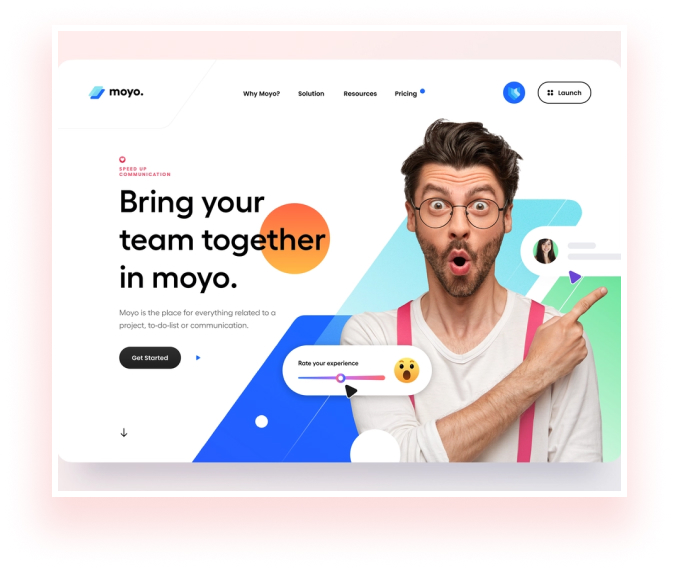 moyo.
Why Moyo?
Solution
Resources
Pricing
Launch
SPEED UP
COMMUNICATION
Bring your
team together
in moyo.
Moyo is the place for everything related to a
project, to-do-list or communication.
Get Started
Rate your experience